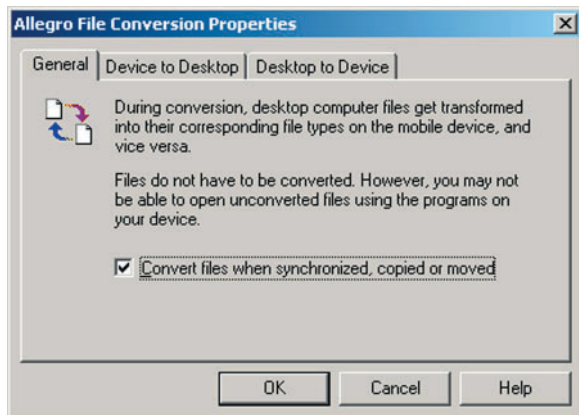 Allegro File Conversion Properties
General
Device to Desktop
Desktop to Device
During conversion, desktop computer files get transformed
into their corresponding file types on the mobile device, and
vice versa.
Files do not have to be converted. However, you may not
be able to open unconverted files using the programs on
your device.
Convert files when synchronized, copied or moved
OK
Cancel
Help